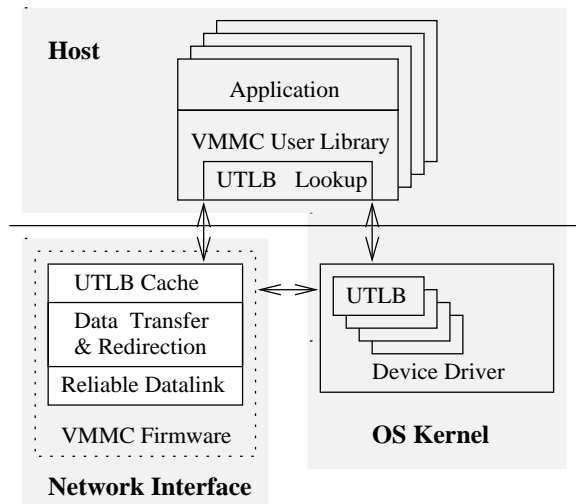 Host
Application
VMMC User Library
UTLB Lookup
UTLB Cache
Data Transfer
& Redirection
Reliable Datalink
VMMC Firmware
Network Interface
UTLB
Device Driver
OS Kernel